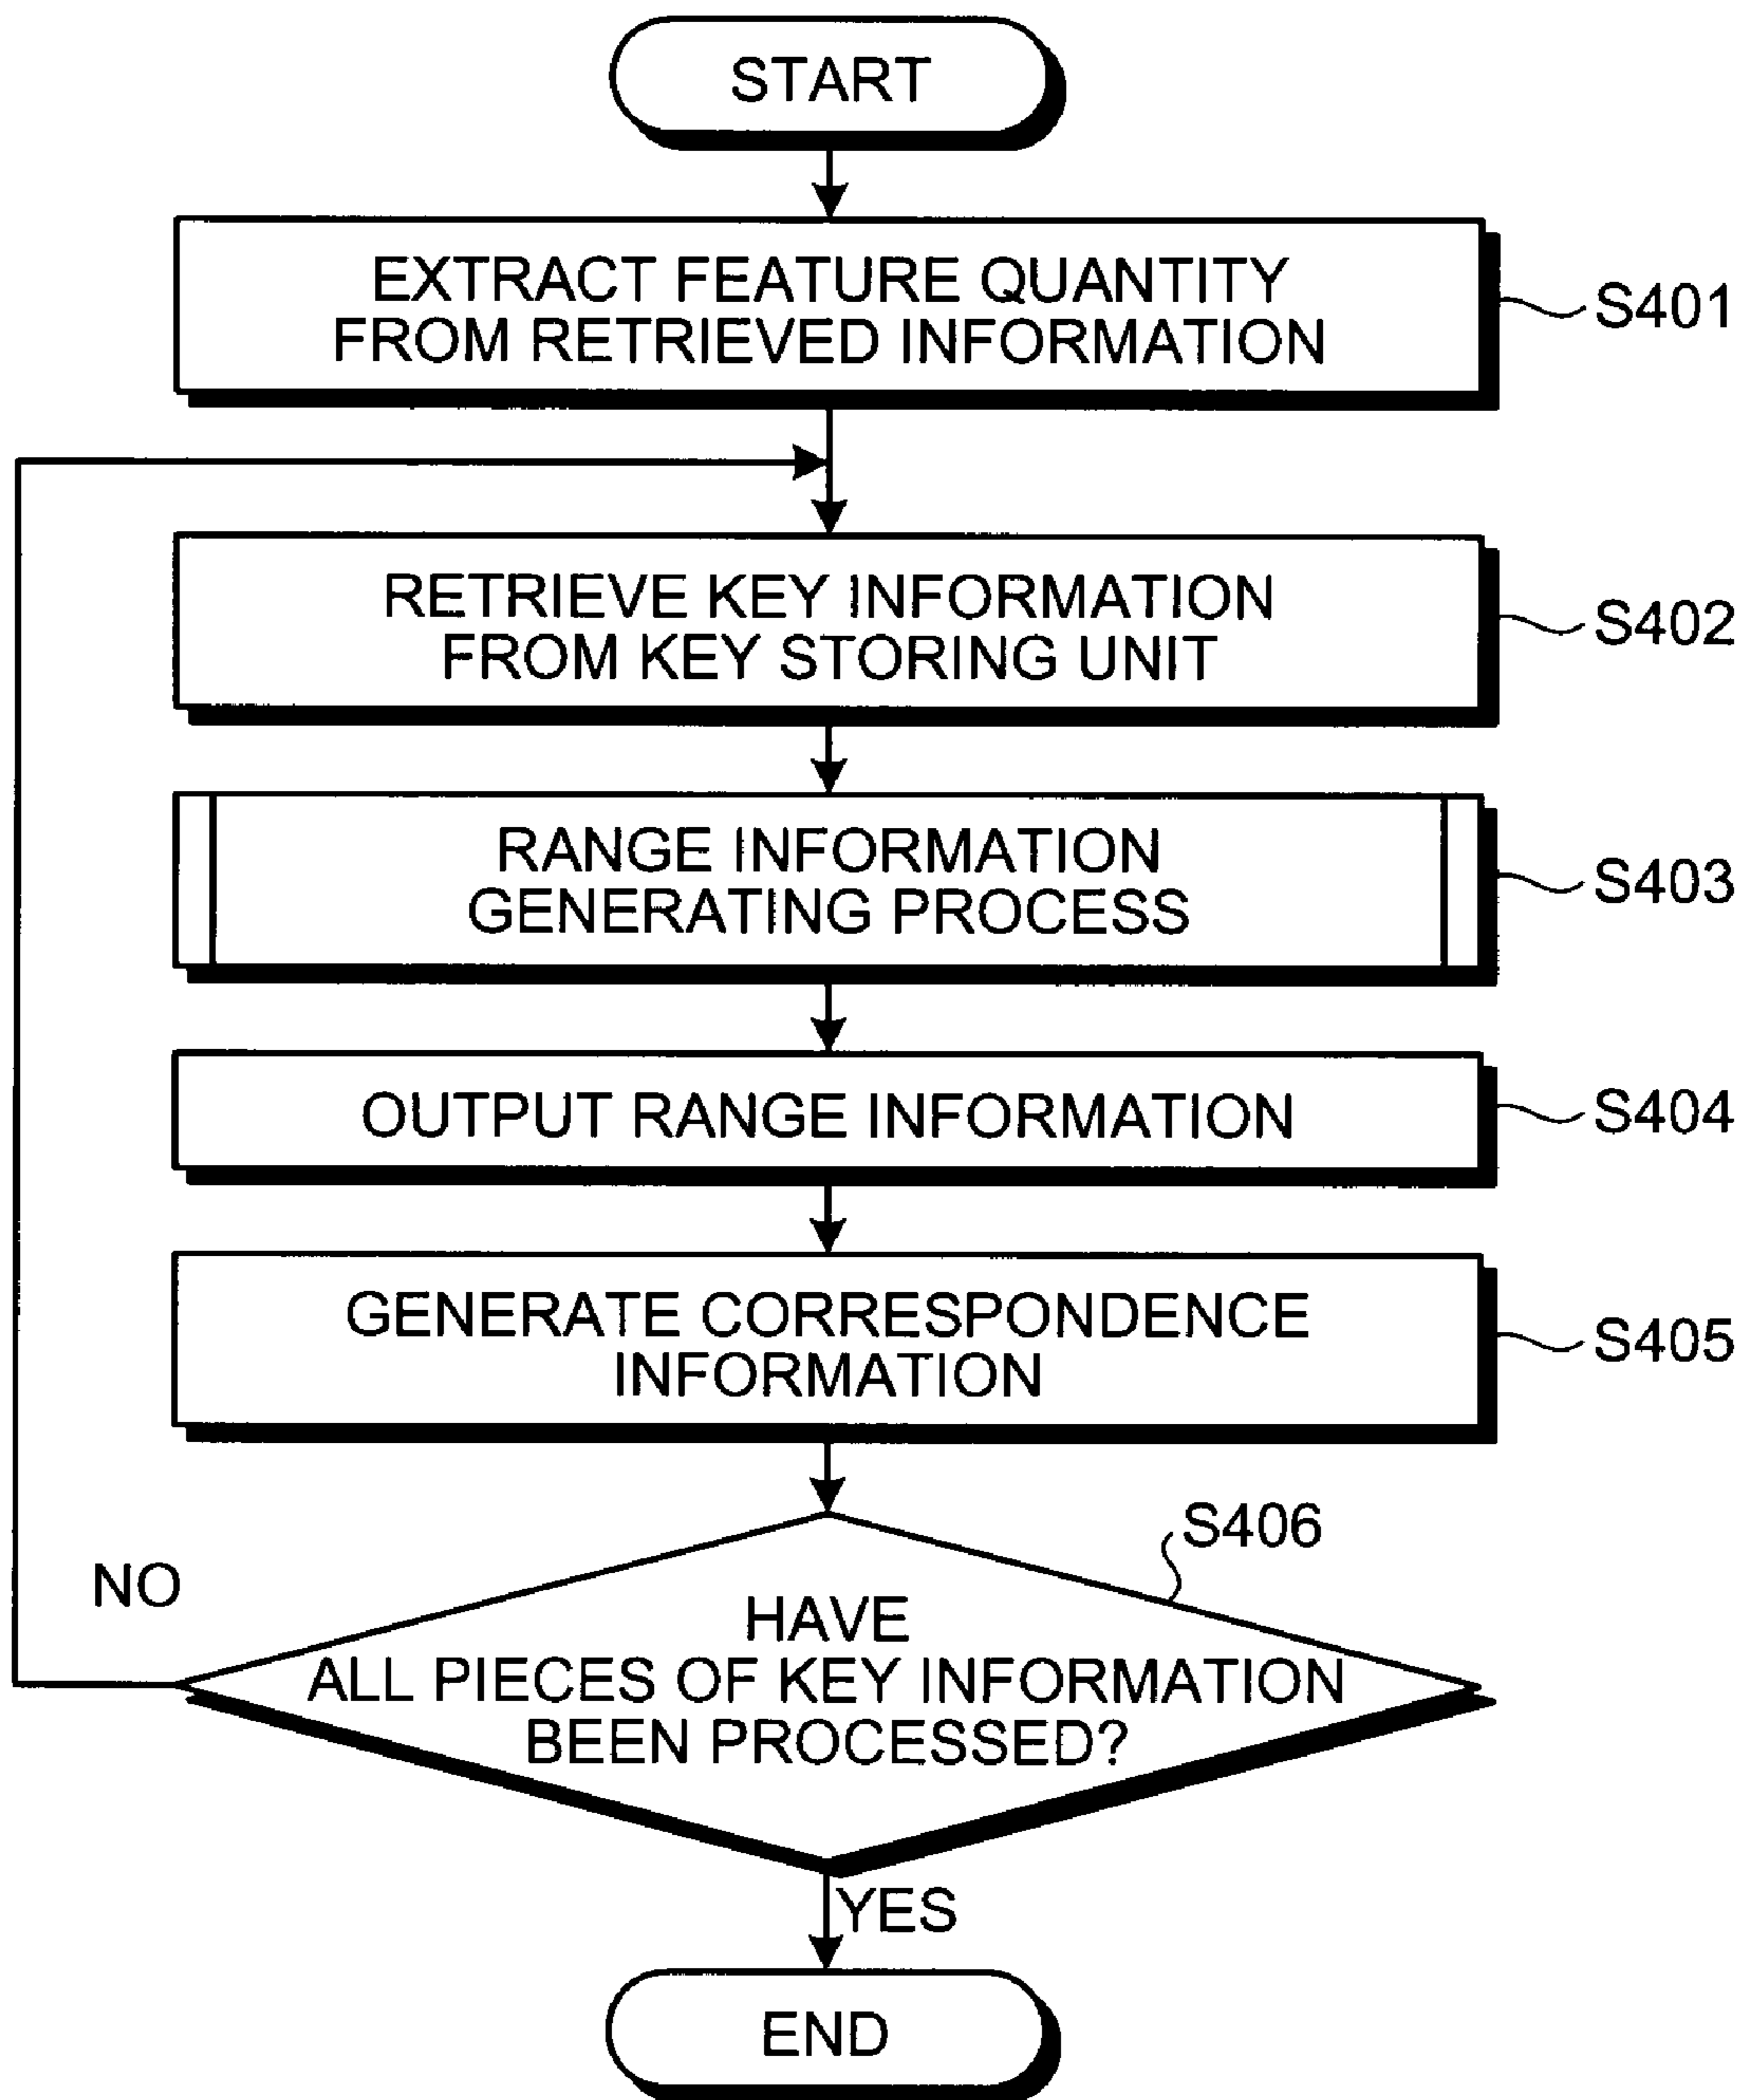 START
EXTRACT FEATURE QUANTITY
FROM RETRIEVED INFORMATION
S401
RETRIEVE KEY INFORMATION
FROM KEY STORING UNIT
S402
RANGE INFORMATION
GENERATING PROCESS
S403
OUTPUT RANGE INFORMATION
S404
GENERATE CORRESPONDENCE
INFORMATION
S405
S406
NO
HAVE
ALL PIECES OF KEY INFORMATION
BEEN PROCESSED?
YES
END